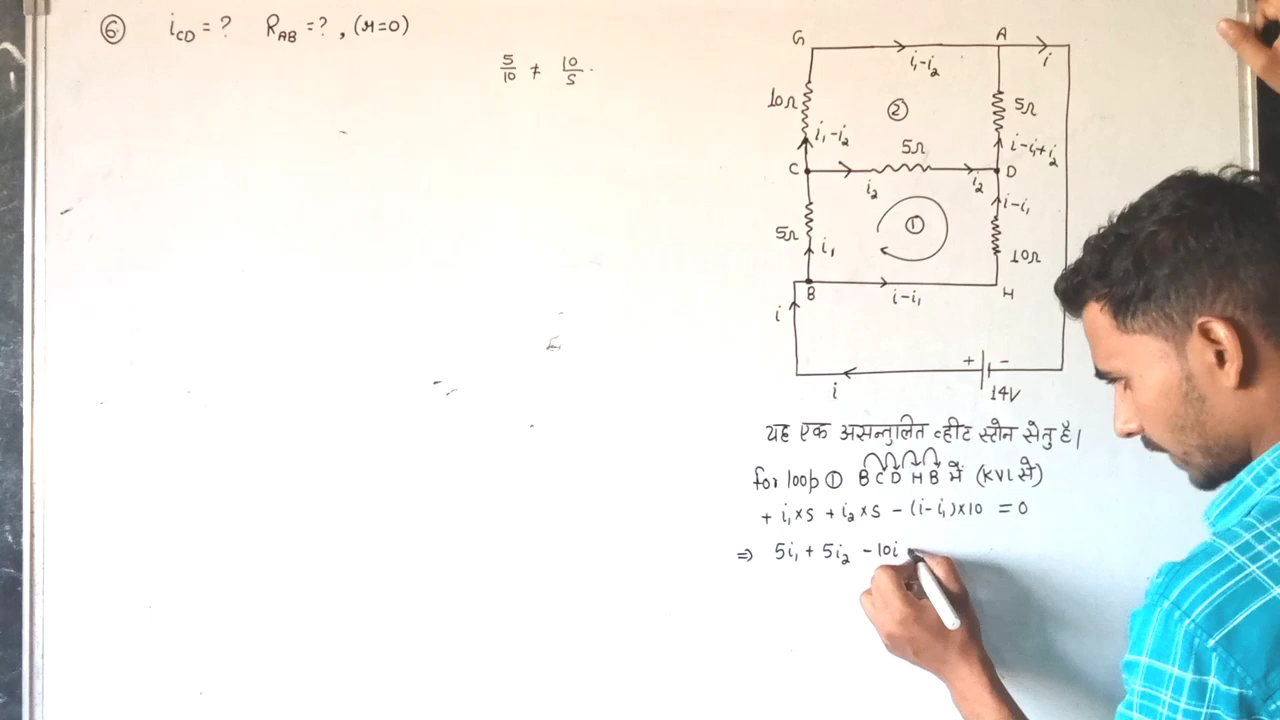 ⑥ i_CD = ? R_AB = ? , (r=0)
5/10 ≠ 10/5 .
G A
i₁-i₂ i
10Ω ② 5Ω
i₁-i₂ 5Ω i-i₁+i₂
C D
i₂ i₂ i-i₁
5Ω ①
i₁ 10Ω
B i-i₁ H
i
+ -
i 14V
यह एक असन्तुलित व्हीट स्टोन सेतु है।
for loop ① B C D H B में (KVL से)
+ i₁×5 + i₂×5 - (i-i₁)×10 = 0
⇒ 5i₁ + 5i₂ - 10i